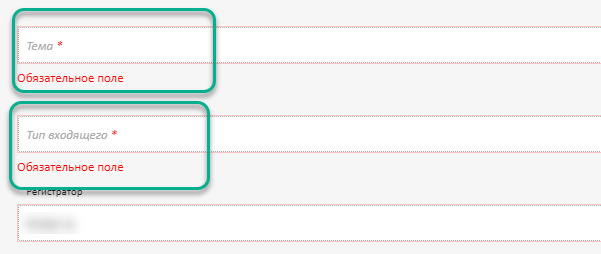 Тема *
Обязательное поле
Тип входящего *
Обязательное поле
Регистратор